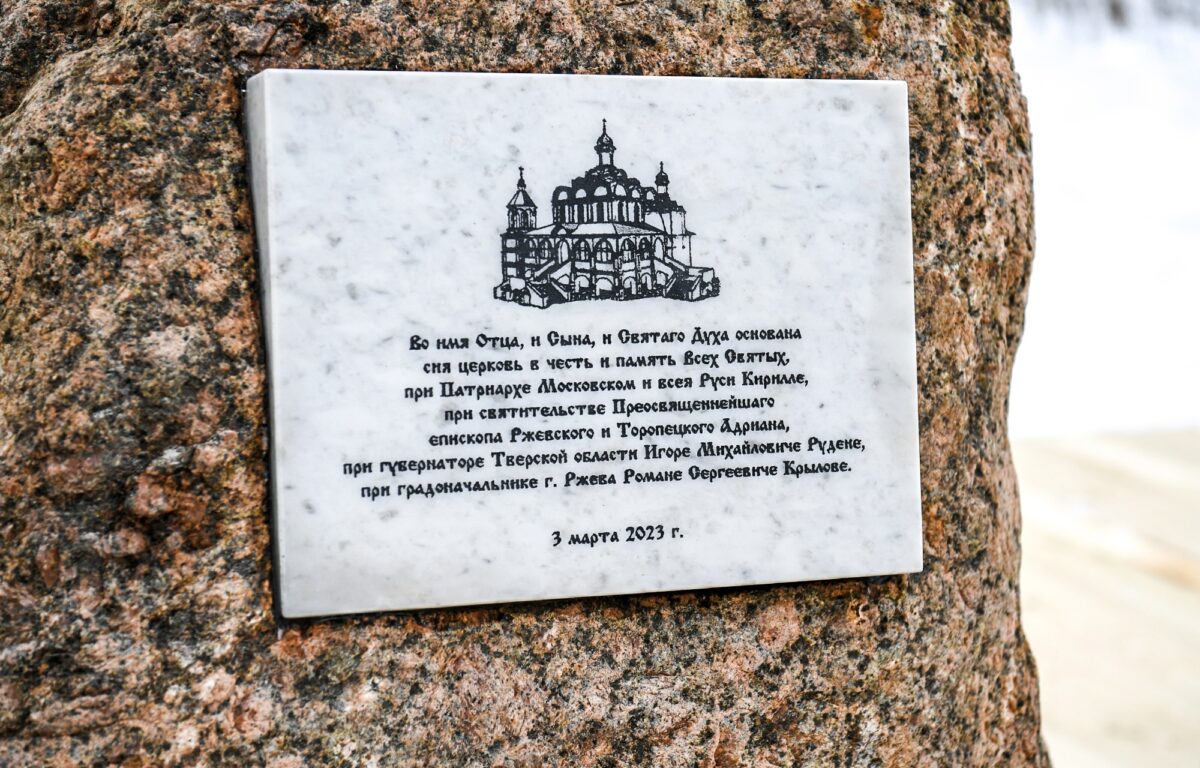 Во имя Отца, и Сына, и Святаго Духа основана
сия церковь в честь и память Всех Святых,
при Патриархе Московском и всея Руси Кирилле,
при святительстве Преосвященнейшаго
епископа Ржевского и Торопецкого Адриана,
при губернаторе Тверской области Игоре Михайловиче Рудене,
при градоначальнике г. Ржева Романе Сергеевиче Крылове.
3 марта 2023 г.